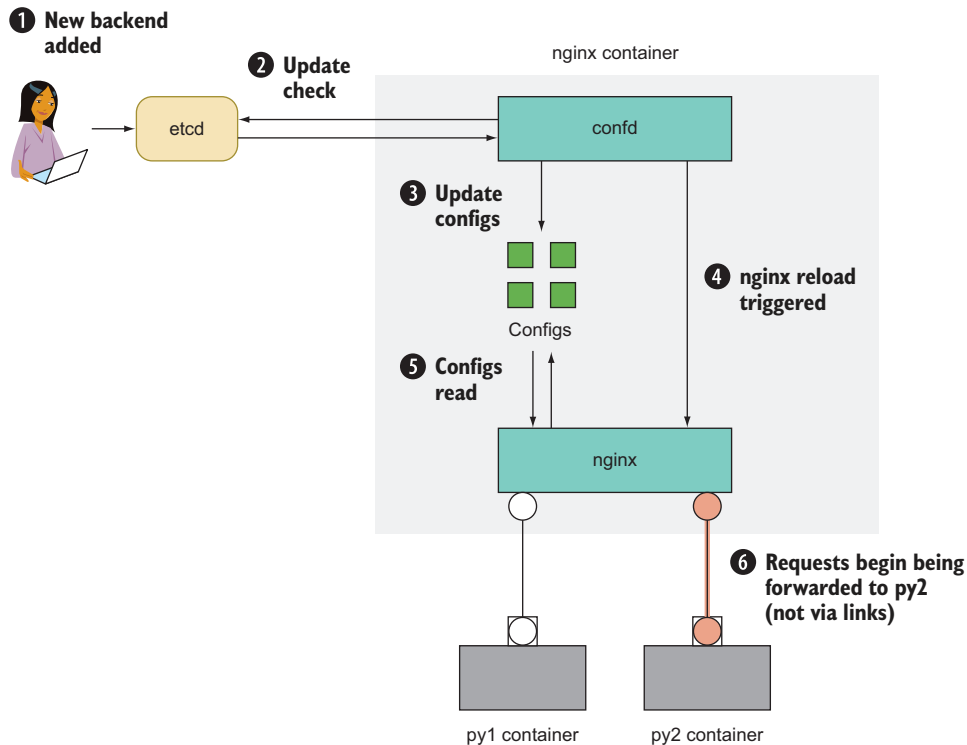 1 New backend
added
nginx container
2 Update
check
etcd
confd
3 Update
configs
4 nginx reload
triggered
Configs
5 Configs
read
nginx
6 Requests begin being
forwarded to py2
(not via links)
py1 container
py2 container